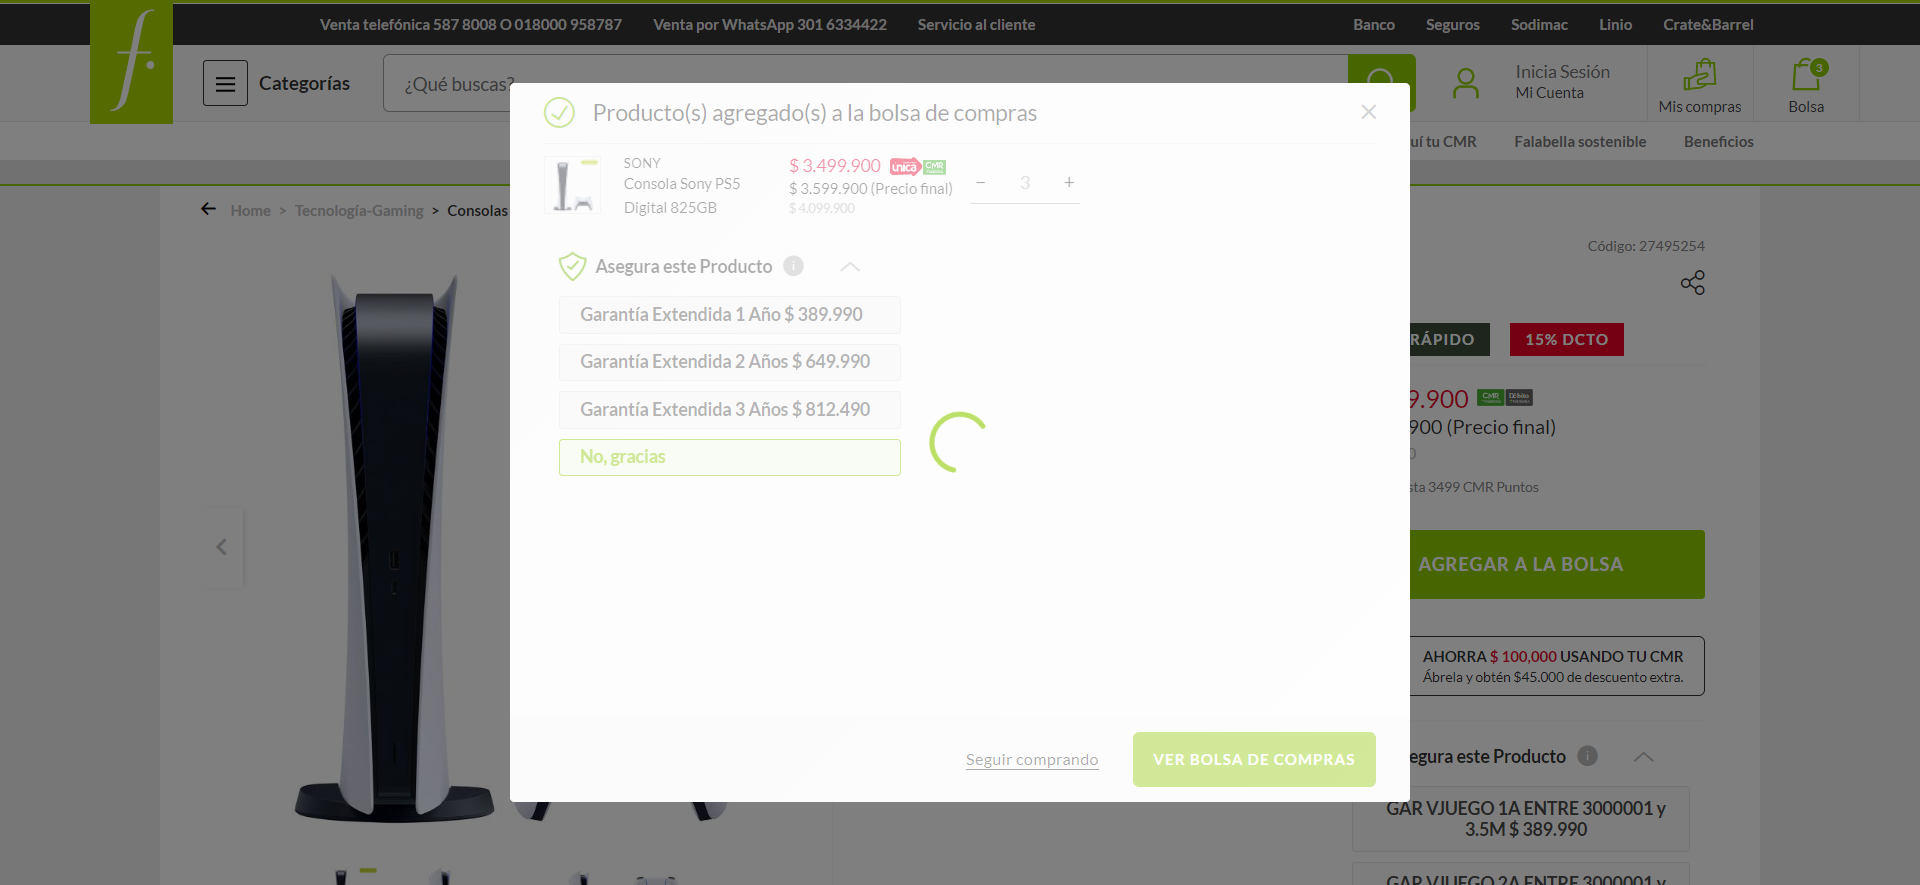 Venta telefónica 587 8008 O 018000 958787
Venta por WhatsApp 301 6334422
Servicio al cliente
Banco
Seguros
Sodimac
Linio
Crate&Barrel
f.
Categorías
¿Qué buscas?
Inicia Sesión
Mi Cuenta
Mis compras
3
Bolsa
tu CMR
Falabella sostenible
Beneficios
Home > Tecnología-Gaming > Consolas
Producto(s) agregado(s) a la bolsa de compras
SONY
Consola Sony PS5
Digital 825GB
$ 3.499.900 unica CMR
$ 3.599.900 (Precio final)
$ 4.099.900
− 3 +
Asegura este Producto i
Garantía Extendida 1 Año $ 389.990
Garantía Extendida 2 Años $ 649.990
Garantía Extendida 3 Años $ 812.490
No, gracias
Seguir comprando
VER BOLSA DE COMPRAS
Código: 27495254
RÁPIDO
15% DCTO
9.900 CMR
900 (Precio final)
0
sta 3499 CMR Puntos
AGREGAR A LA BOLSA
AHORRA $ 100,000 USANDO TU CMR
Ábrela y obtén $45.000 de descuento extra.
egura este Producto i
GAR VJUEGO 1A ENTRE 3000001 y
3.5M $ 389.990
GAR VJUEGO 2A ENTRE 3000001 y